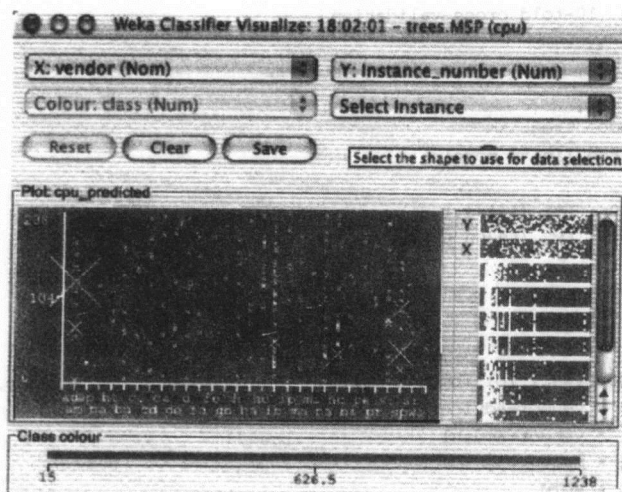 Weka Classifier Visualize: 18:02:01 - trees.M5P (cpu)
X: vendor (Nom)
Y: Instance_number (Num)
Colour: class (Num)
Select Instance
Reset
Clear
Save
Select the shape to use for data selection
Plot: cpu_predicted
104
Y
X
Class colour
15
626.5
1238